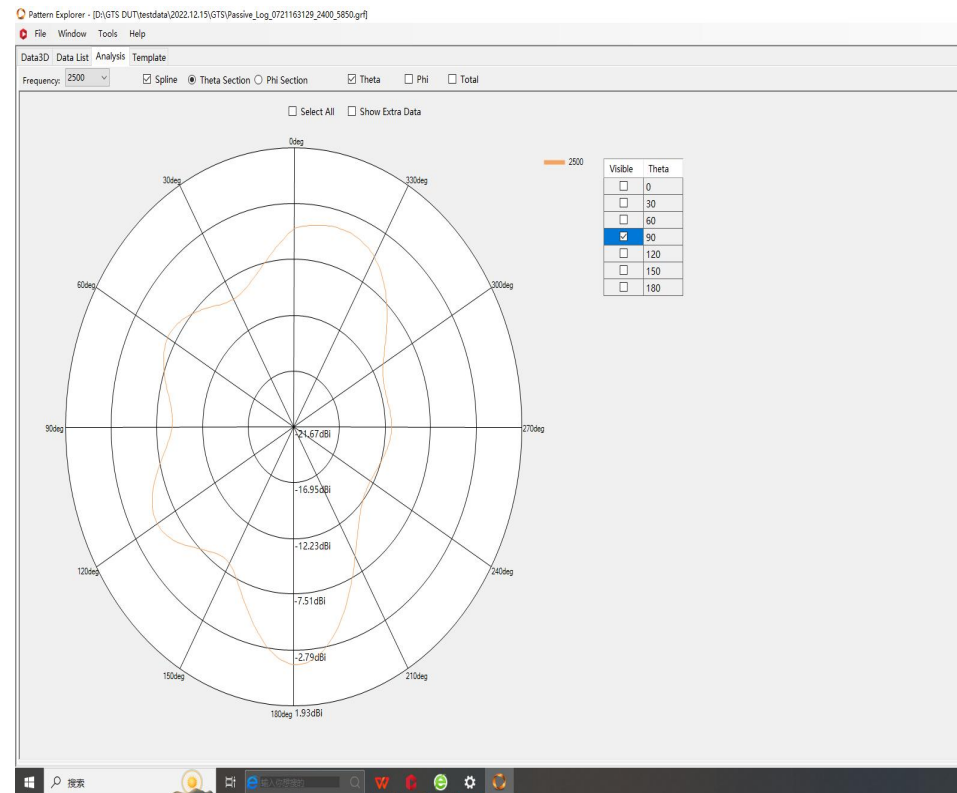 Pattern Explorer - [D:\GTS DUT\testdata\2022.12.15\GTS\Passive_Log_0721163129_2400_5850.grf]
File Window Tools Help
Data3D Data List Analysis Template
Frequency: 2500 Spline Theta Section Phi Section Theta Phi Total
Select All Show Extra Data
0deg
30deg
330deg
2500
Visible Theta
0
30
60
90
120
150
180
60deg
300deg
90deg
-21.67dBi
270deg
-16.95dBi
-12.23dBi
120deg
240deg
-7.51dBi
-2.79dBi
150deg
210deg
180deg 1.93dBi
搜索